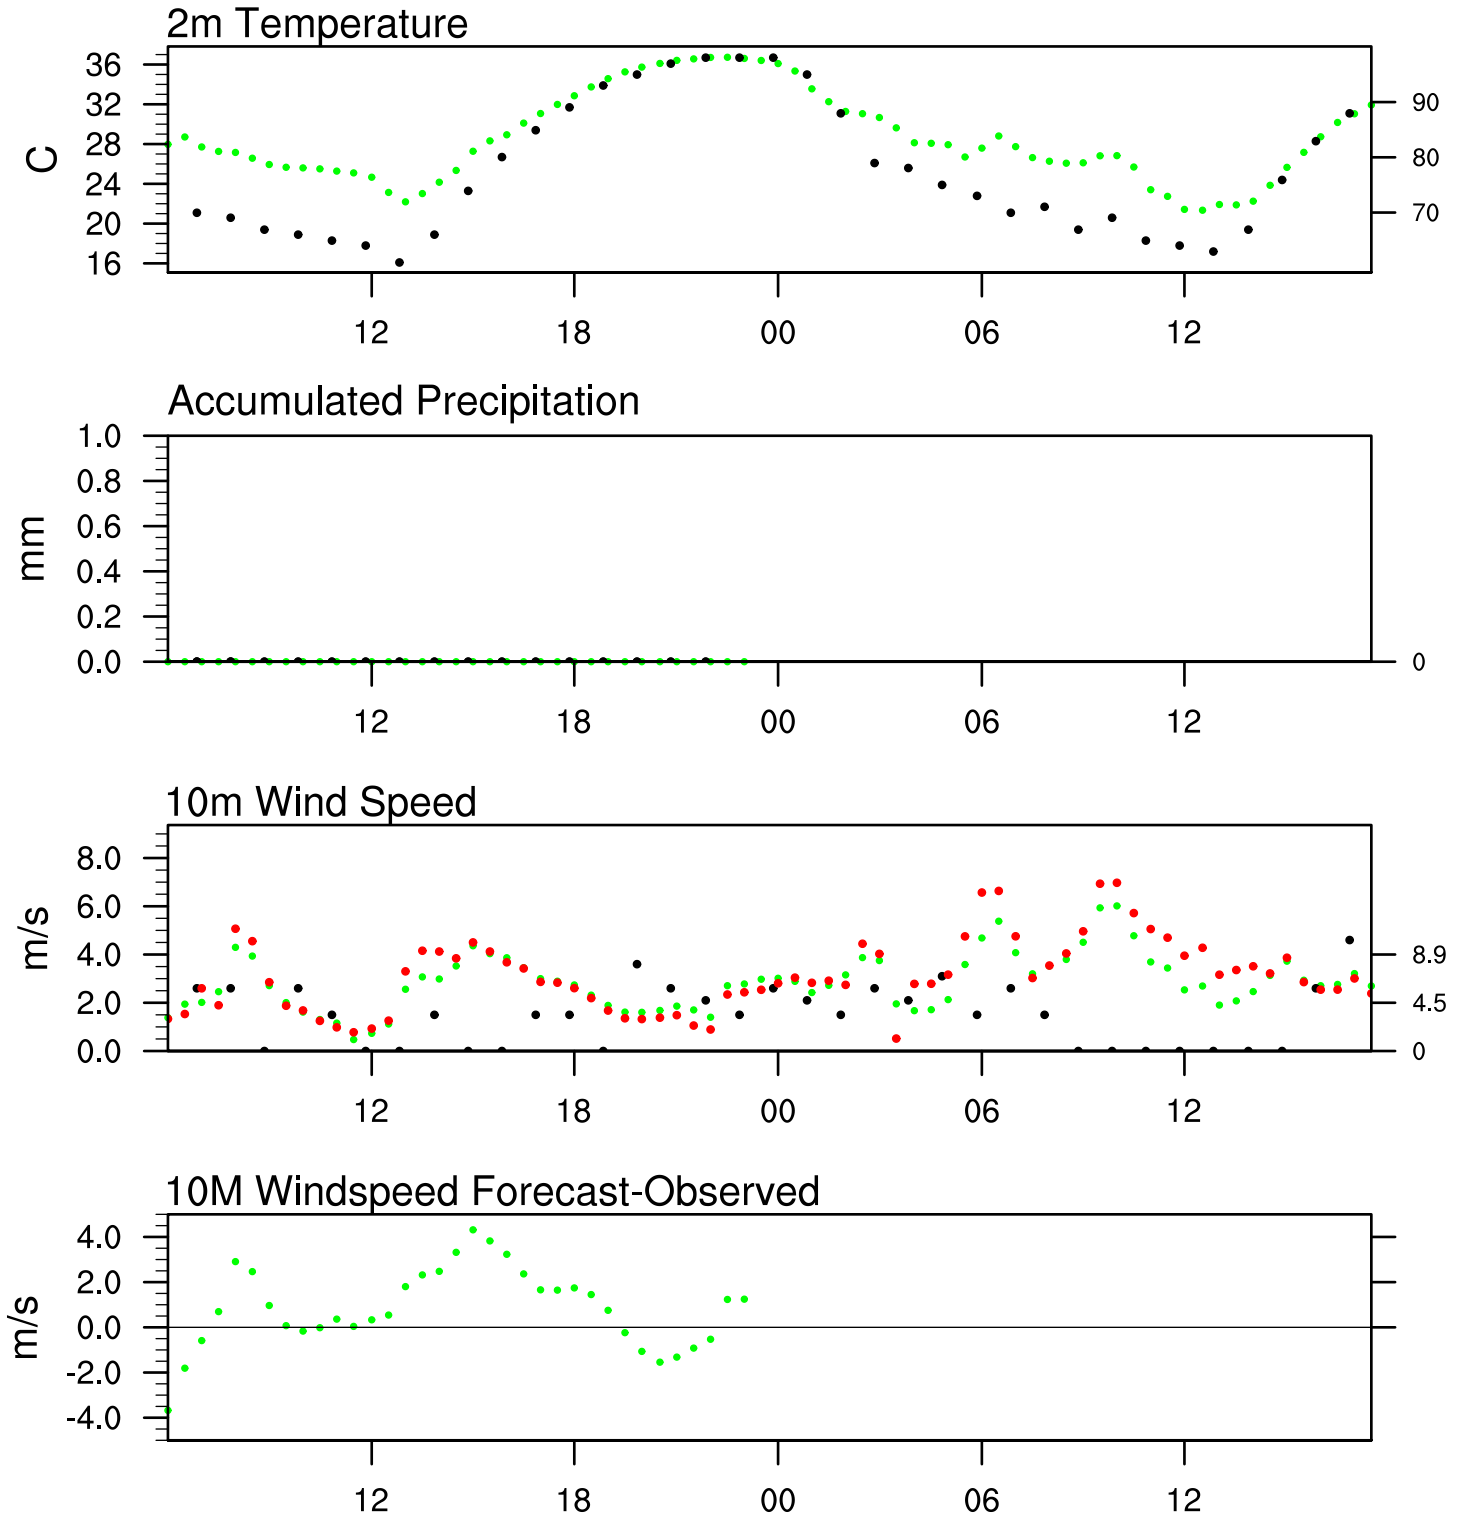 2m Temperature
36
32
28
24
20
16
C
90
80
70
12 18 00 06 12
Accumulated Precipitation
1.0
0.8
0.6
0.4
0.2
0.0
mm
0
12 18 00 06 12
10m Wind Speed
8.0
6.0
4.0
2.0
0.0
m/s
8.9
4.5
0
12 18 00 06 12
10M Windspeed Forecast-Observed
4.0
2.0
0.0
-2.0
-4.0
m/s
12 18 00 06 12